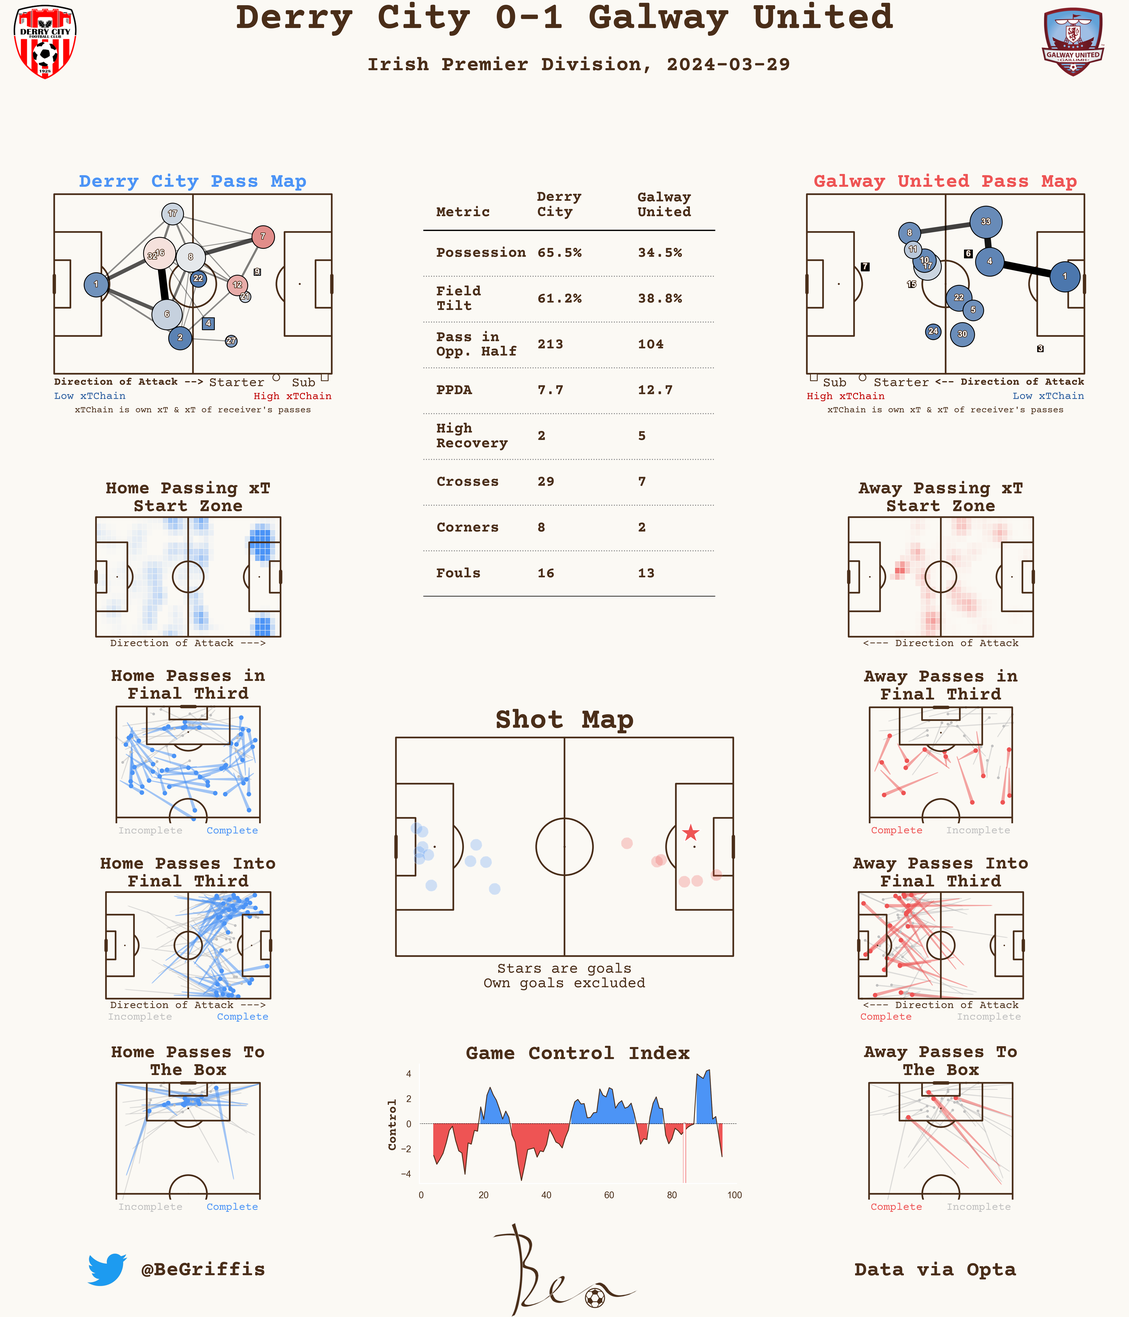 Derry City 0-1 Galway United
Irish Premier Division, 2024-03-29
DERRY CITY
FOOTBALL CLUB
1928
GALWAY UNITED
Derry City Pass Map
17
7
32
16
8
9
22
1
12
6
4
2
27
Direction of Attack --> Starter Sub
Low xTChain High xTChain
xTChain is own xT & xT of receiver's passes
Metric Derry City Galway United
Possession 65.5% 34.5%
Field Tilt 61.2% 38.8%
Pass in Opp. Half 213 104
PPDA 7.7 12.7
High Recovery 2 5
Crosses 29 7
Corners 8 2
Fouls 16 13
Galway United Pass Map
33
8
11
6
10
17
7
4
1
15
22
5
24
30
3
Sub Starter <-- Direction of Attack
High xTChain Low xTChain
xTChain is own xT & xT of receiver's passes
Home Passing xT
Start Zone
Direction of Attack --->
Away Passing xT
Start Zone
<--- Direction of Attack
Home Passes in
Final Third
Incomplete Complete
Shot Map
Stars are goals
Own goals excluded
Away Passes in
Final Third
Complete Incomplete
Home Passes Into
Final Third
Direction of Attack --->
Incomplete Complete
Away Passes Into
Final Third
<--- Direction of Attack
Complete Incomplete
Home Passes To
The Box
Incomplete Complete
Game Control Index
Control
4
2
0
−2
−4
0 20 40 60 80 100
Away Passes To
The Box
Complete Incomplete
@BeGriffis
Ben
Data via Opta